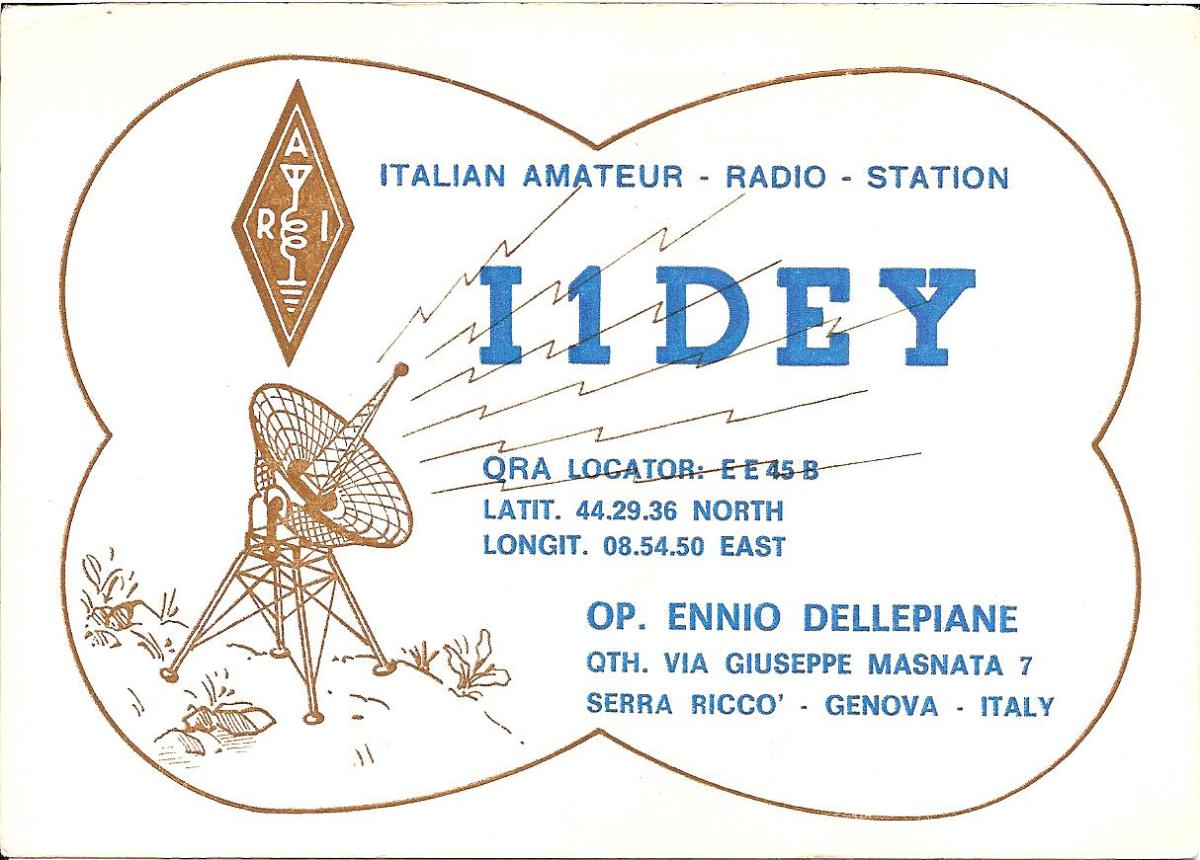 A
R I
ITALIAN AMATEUR - RADIO - STATION
I1DEY
QRA LOCATOR: E E 45 B
LATIT. 44.29.36 NORTH
LONGIT. 08.54.50 EAST
OP. ENNIO DELLEPIANE
QTH. VIA GIUSEPPE MASNATA 7
SERRA RICCO' - GENOVA - ITALY